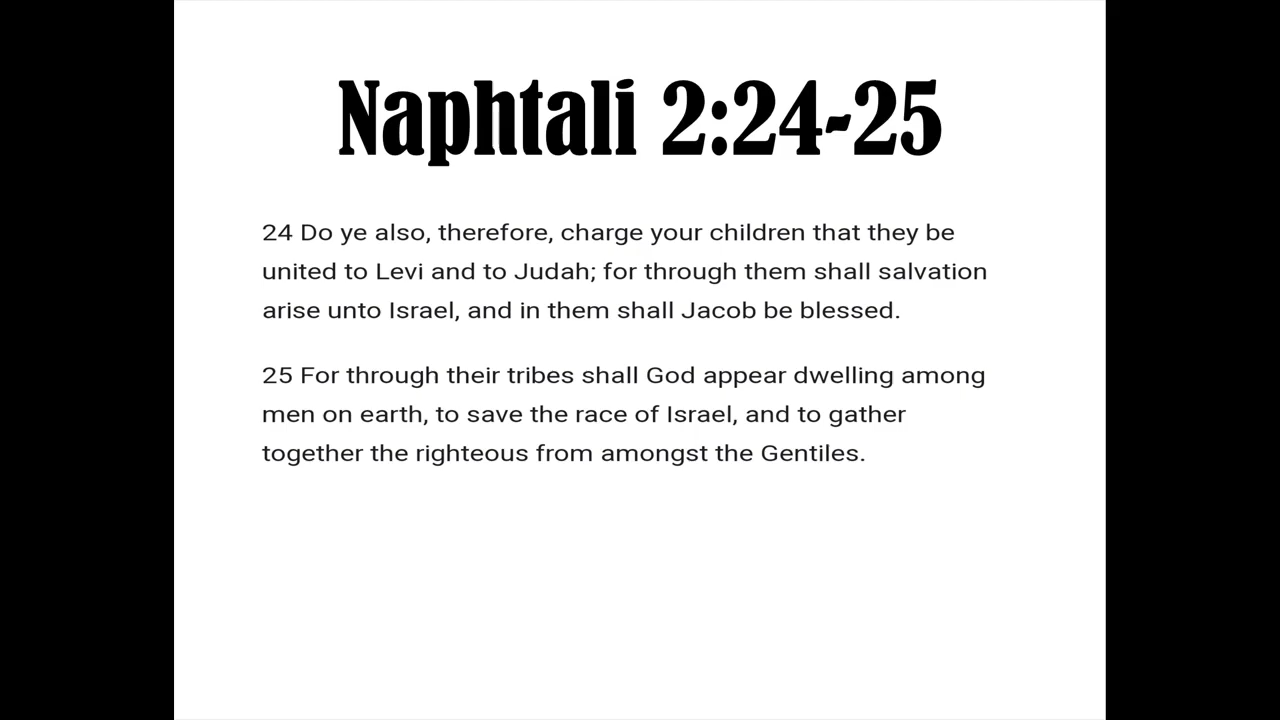 Naphtali 2:24-25
24 Do ye also, therefore, charge your children that they be
united to Levi and to Judah; for through them shall salvation
arise unto Israel, and in them shall Jacob be blessed.
25 For through their tribes shall God appear dwelling among
men on earth, to save the race of Israel, and to gather
together the righteous from amongst the Gentiles.